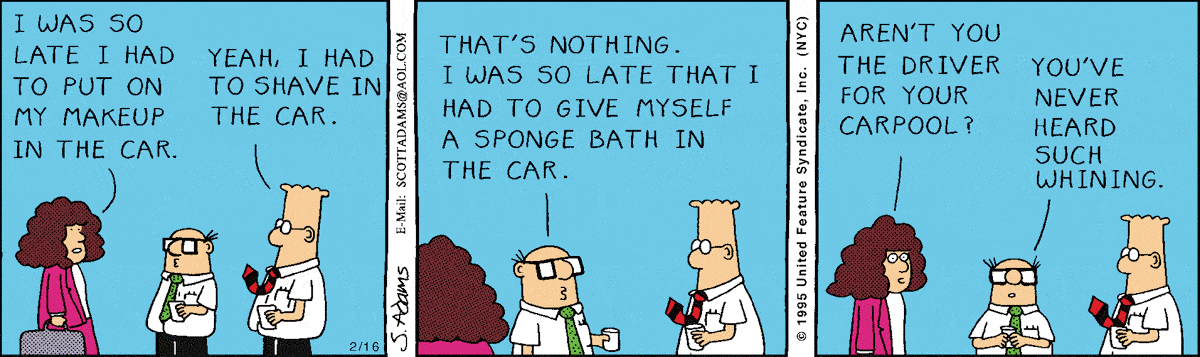 I WAS SO
LATE I HAD
TO PUT ON
MY MAKEUP
IN THE CAR.
YEAH, I HAD
TO SHAVE IN
THE CAR.
2/16
S. Adams
E-Mail: SCOTTADAMS@AOL.COM
THAT'S NOTHING.
I WAS SO LATE THAT I
HAD TO GIVE MYSELF
A SPONGE BATH IN
THE CAR.
© 1995 United Feature Syndicate, Inc. (NYC)
AREN'T YOU
THE DRIVER
FOR YOUR
CARPOOL?
YOU'VE
NEVER
HEARD
SUCH
WHINING.